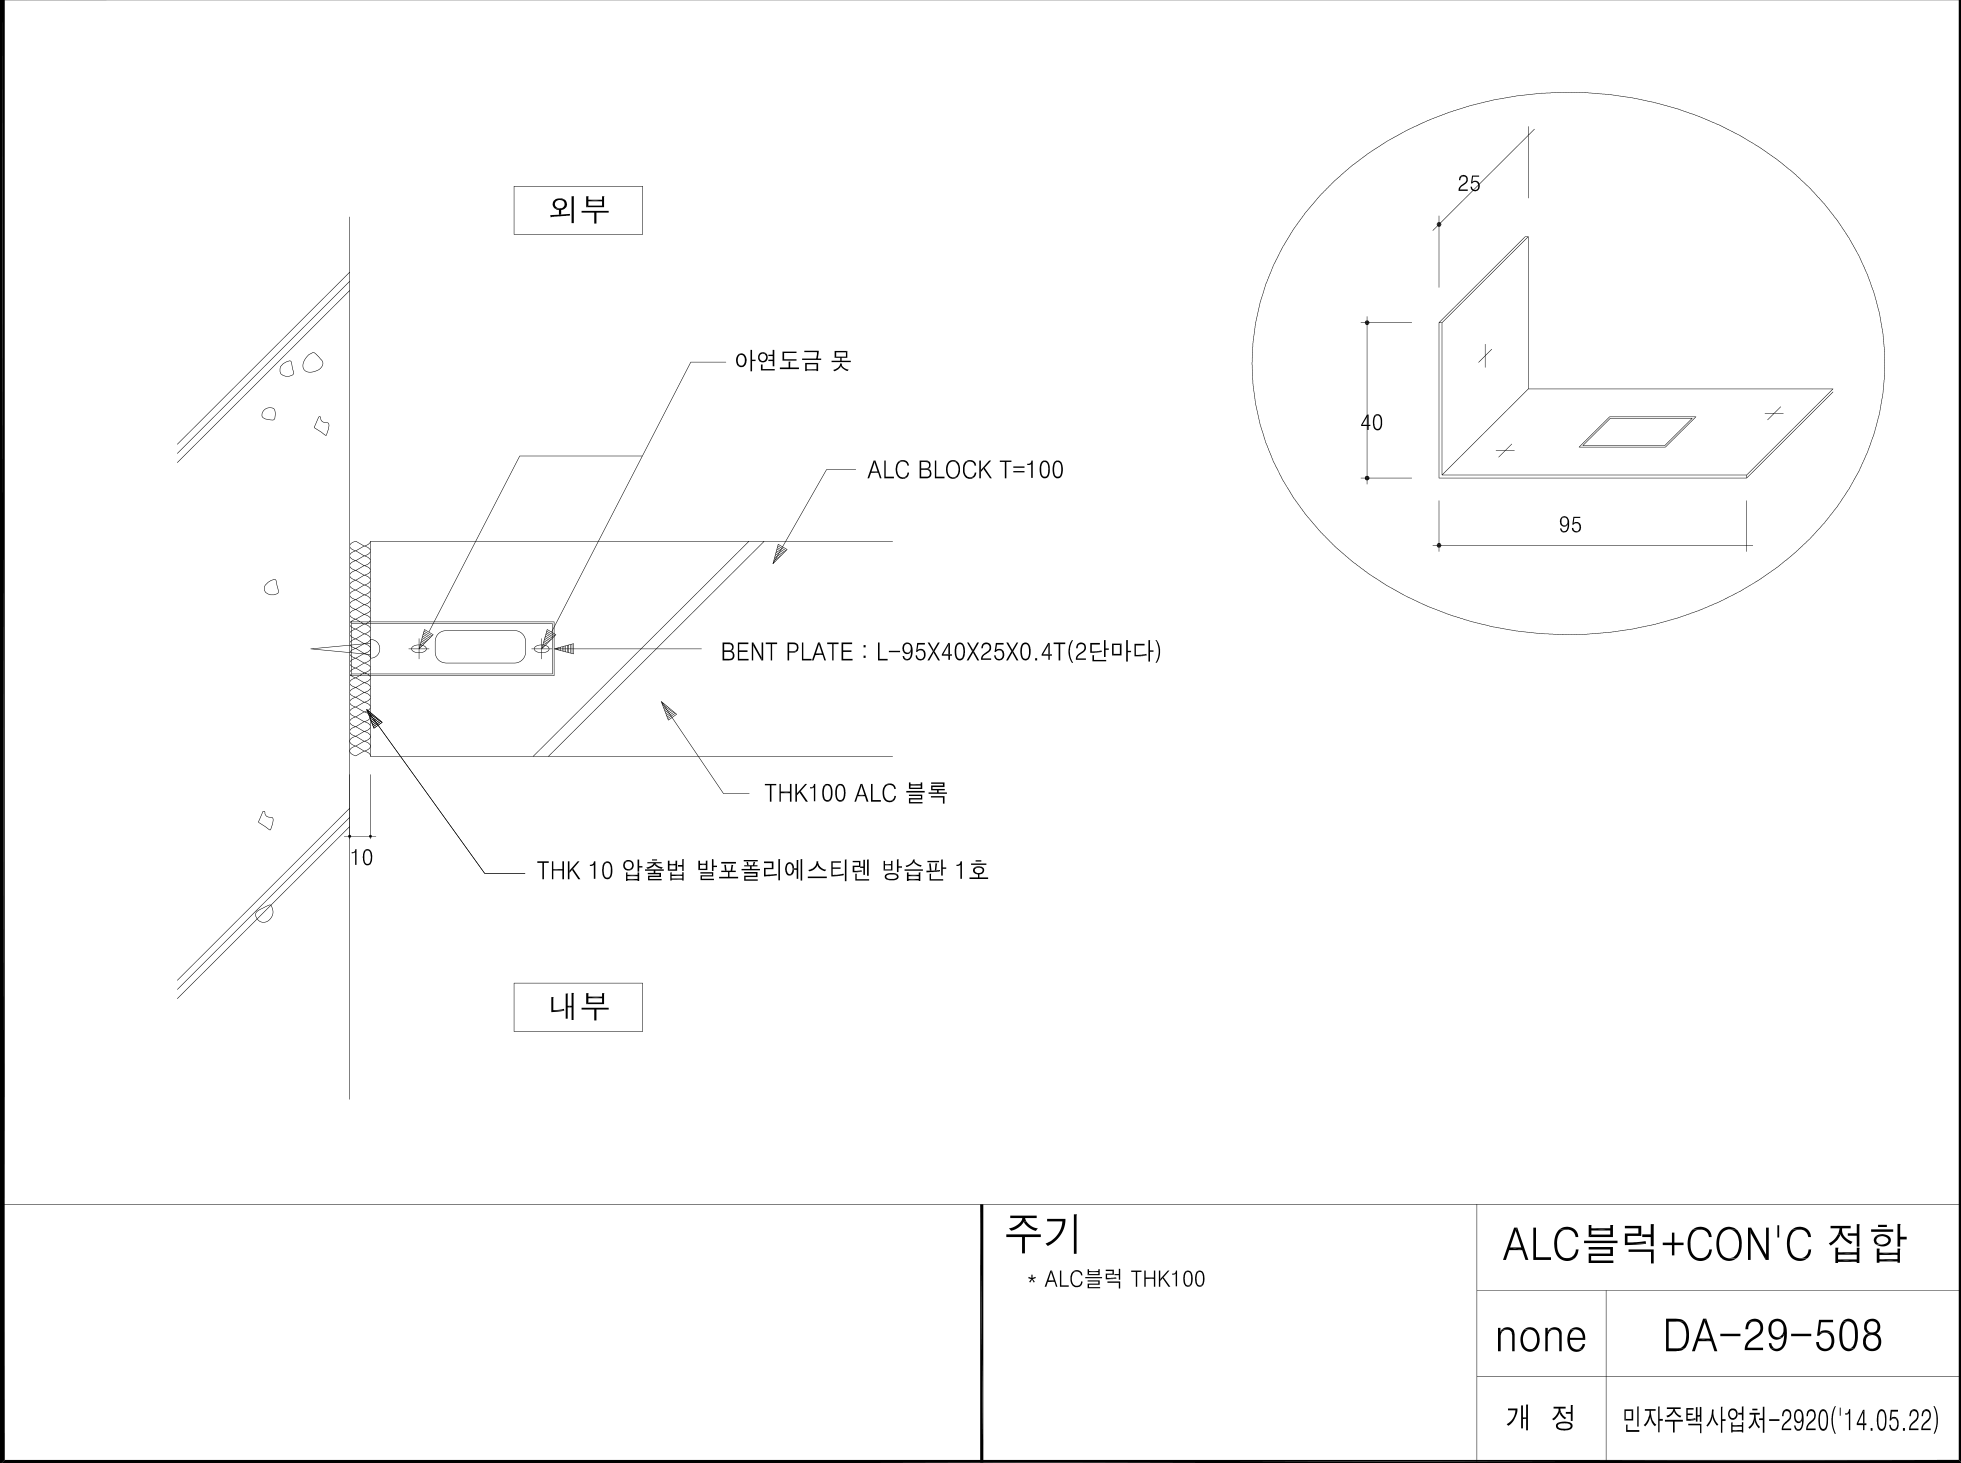 외부
25
아연도금 못
40
ALC BLOCK T=100
95
BENT PLATE : L-95X40X25X0.4T(2단마다)
THK100 ALC 블록
10
THK 10 압출법 발포폴리에스티렌 방습판 1호
내부
주기
* ALC블럭 THK100
ALC블럭+CON'C 접합
none
DA-29-508
개 정
민자주택사업처-2920('14.05.22)